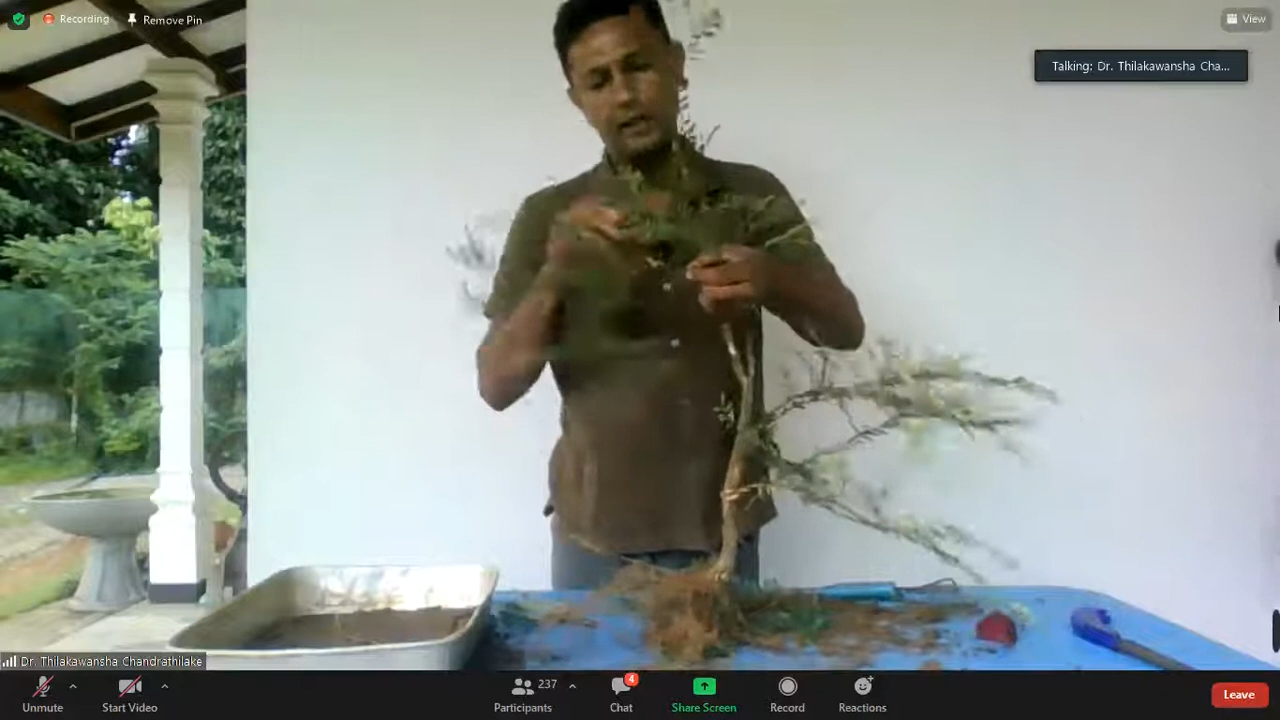 Recording
Remove Pin
View
Talking: Dr. Thilakawansha Cha...
Dr. Thilakawansha Chandrathilake
Unmute
Start Video
237
Participants
4
Chat
Share Screen
Record
Reactions
Leave